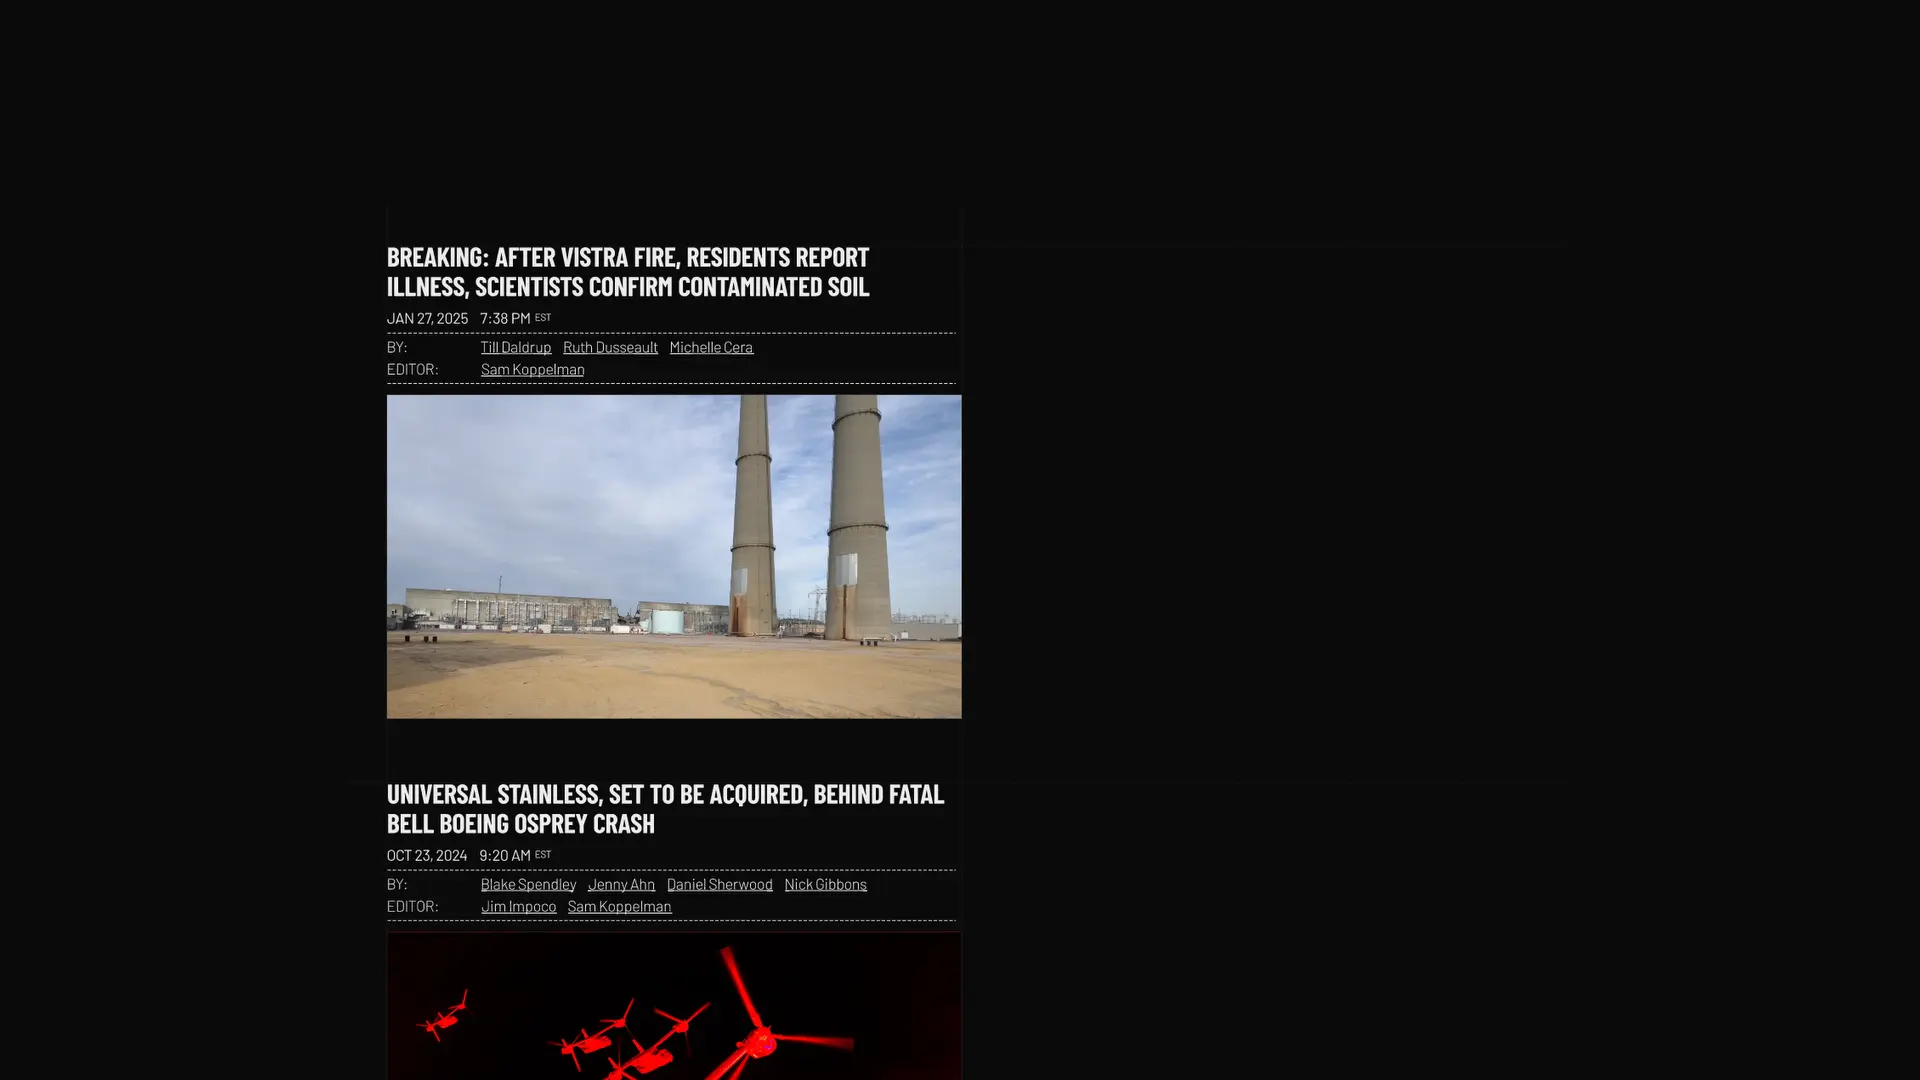 BREAKING: AFTER VISTRA FIRE, RESIDENTS REPORT
ILLNESS, SCIENTISTS CONFIRM CONTAMINATED SOIL
JAN 27, 2025 7:38 PM EST
BY: Till Daldrup Ruth Dusseault Michelle Cera
EDITOR: Sam Koppelman
UNIVERSAL STAINLESS, SET TO BE ACQUIRED, BEHIND FATAL
BELL BOEING OSPREY CRASH
OCT 23, 2024 9:20 AM EST
BY: Blake Spendley Jenny Ahn Daniel Sherwood Nick Gibbons
EDITOR: Jim Impoco Sam Koppelman